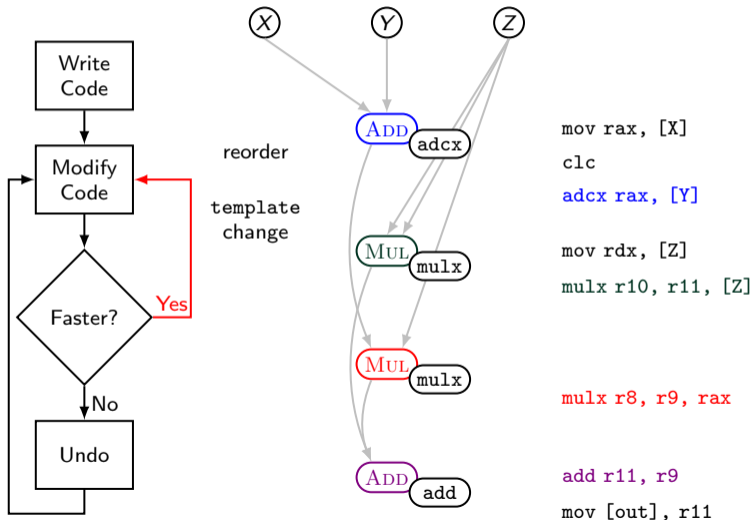 Write
Code
Modify
Code
Faster?
Yes
No
Undo
reorder
template
change
X
Y
Z
ADD
adcx
MUL
mulx
MUL
mulx
ADD
add
mov rax, [X]
clc
adcx rax, [Y]
mov rdx, [Z]
mulx r10, r11, [Z]
mulx r8, r9, rax
add r11, r9
mov [out], r11